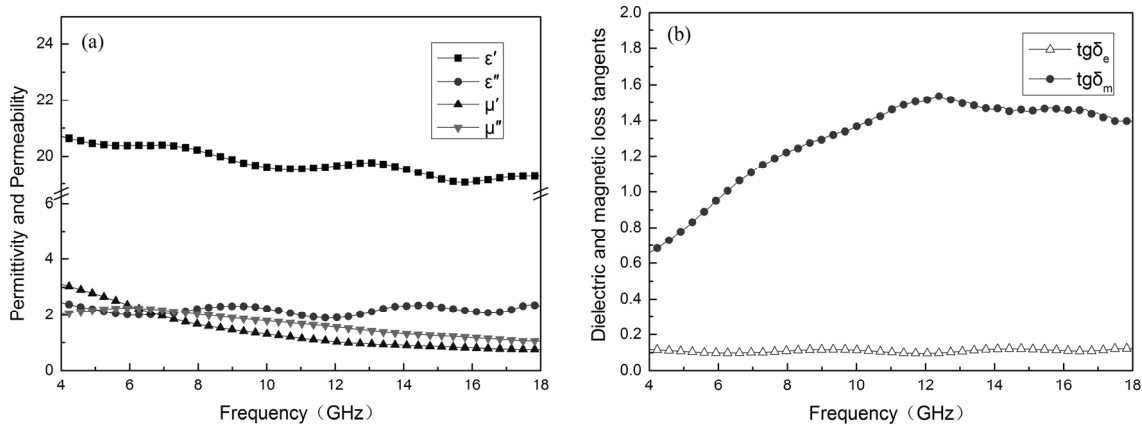 (a)
24
22
20
6
4
2
0
Permittivity and Permeability
ε′
ε″
μ′
μ″
4 6 8 10 12 14 16 18
Frequency（GHz）
(b)
2.0
1.8
1.6
1.4
1.2
1.0
0.8
0.6
0.4
0.2
0.0
Dielectric and magnetic loss tangents
tgδe
tgδm
4 6 8 10 12 14 16 18
Frequency（GHz）